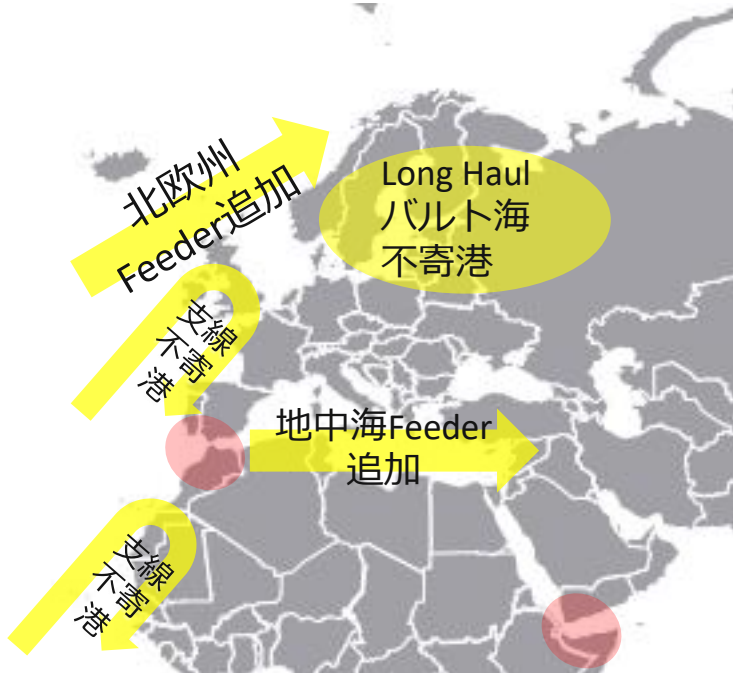 北欧州
Feeder追加
Long Haul
バルト海
不寄港
支線
不寄
港
地中海Feeder
追加
支線
不寄
港